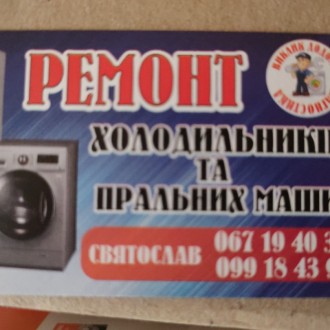 РЕМОНТ
ХОЛОДИЛЬНИКІ
ТА
ПРАЛЬНИХ МАШИ
СВЯТОСЛАВ
067 19 40 3
099 18 43 9